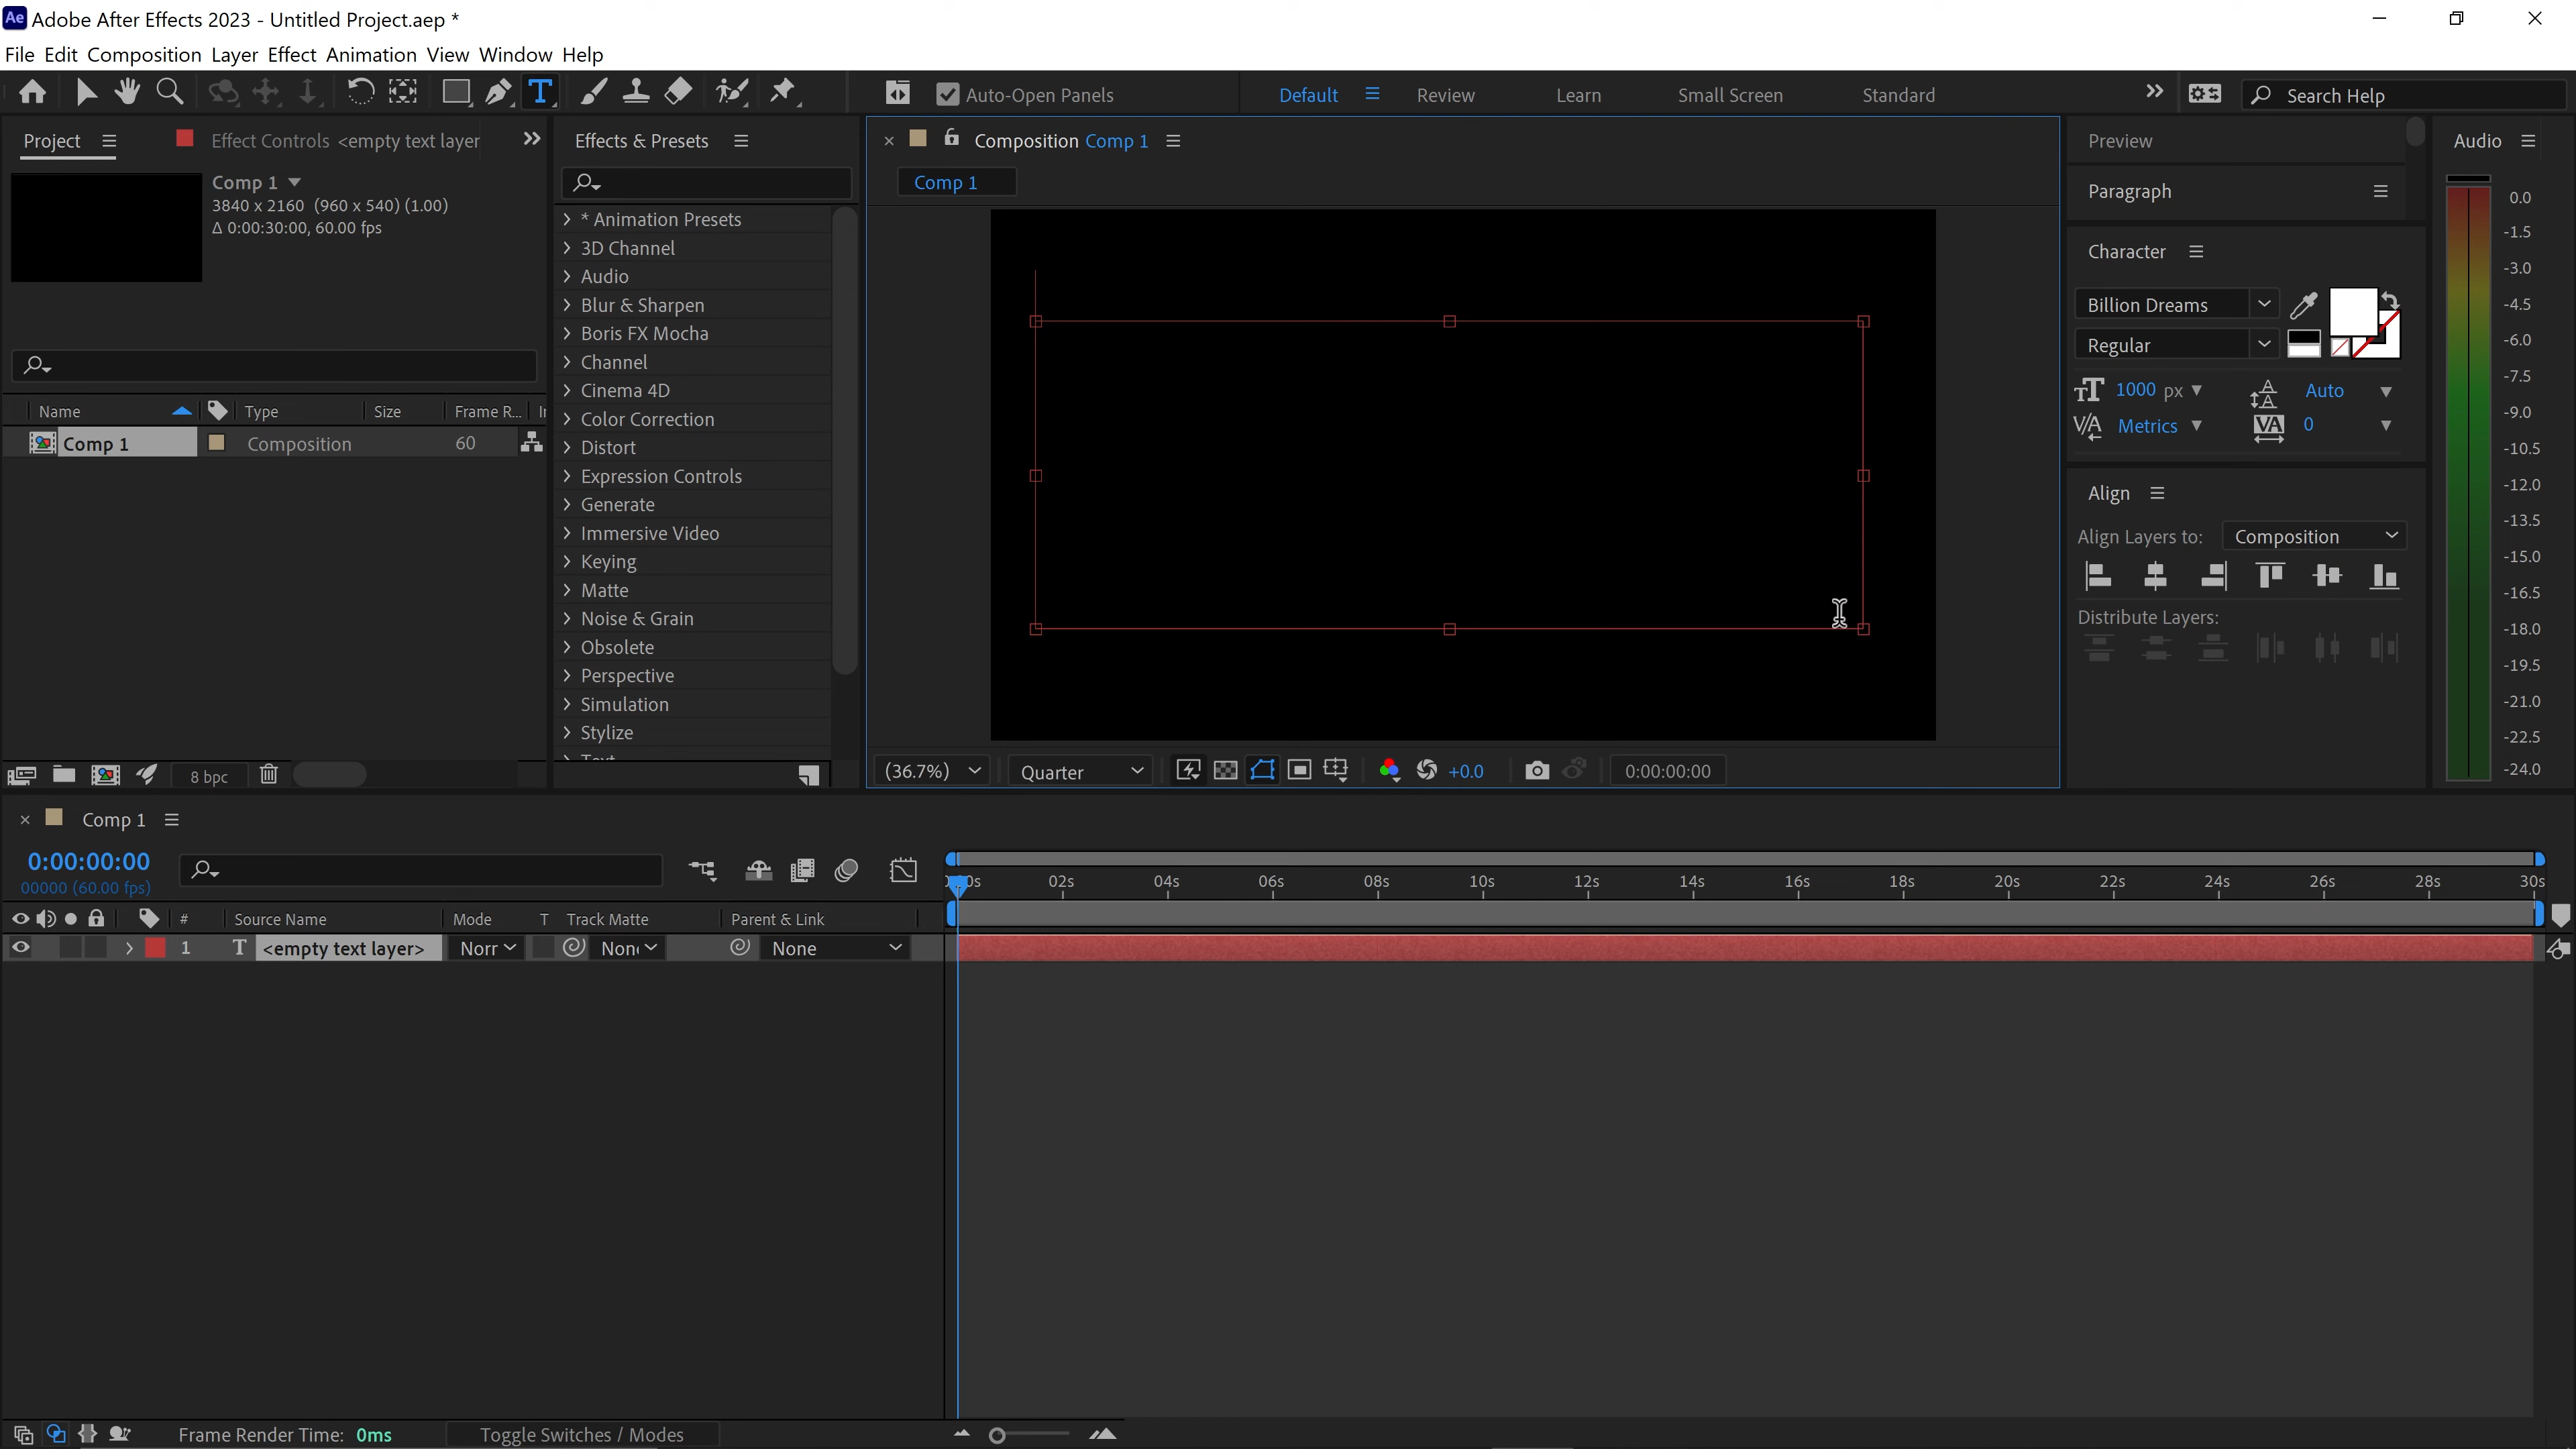 Ae Adobe After Effects 2023 - Untitled Project.aep *
File Edit Composition Layer Effect Animation View Window Help
Auto-Open Panels
Default
Review
Learn
Small Screen
Standard
Search Help
Project
Effect Controls <empty text layer
Comp 1
3840 x 2160 (960 x 540) (1.00)
Δ 0:00:30:00, 60.00 fps
Name
Type
Size
Frame R...
Comp 1
Composition
60
8 bpc
Effects & Presets
* Animation Presets
3D Channel
Audio
Blur & Sharpen
Boris FX Mocha
Channel
Cinema 4D
Color Correction
Distort
Expression Controls
Generate
Immersive Video
Keying
Matte
Noise & Grain
Obsolete
Perspective
Simulation
Stylize
Text
Composition Comp 1
Comp 1
(36.7%)
Quarter
+0.0
0:00:00:00
Preview
Paragraph
Character
Billion Dreams
Regular
1000 px
Auto
Metrics
0
Align
Align Layers to:
Composition
Distribute Layers:
Audio
0.0
-1.5
-3.0
-4.5
-6.0
-7.5
-9.0
-10.5
-12.0
-13.5
-15.0
-16.5
-18.0
-19.5
-21.0
-22.5
-24.0
Comp 1
0:00:00:00
00000 (60.00 fps)
02s
04s
06s
08s
10s
12s
14s
16s
18s
20s
22s
24s
26s
28s
30s
#
Source Name
Mode
T
Track Matte
Parent & Link
1
T
<empty text layer>
Norr
None
Frame Render Time: 0ms
Toggle Switches / Modes